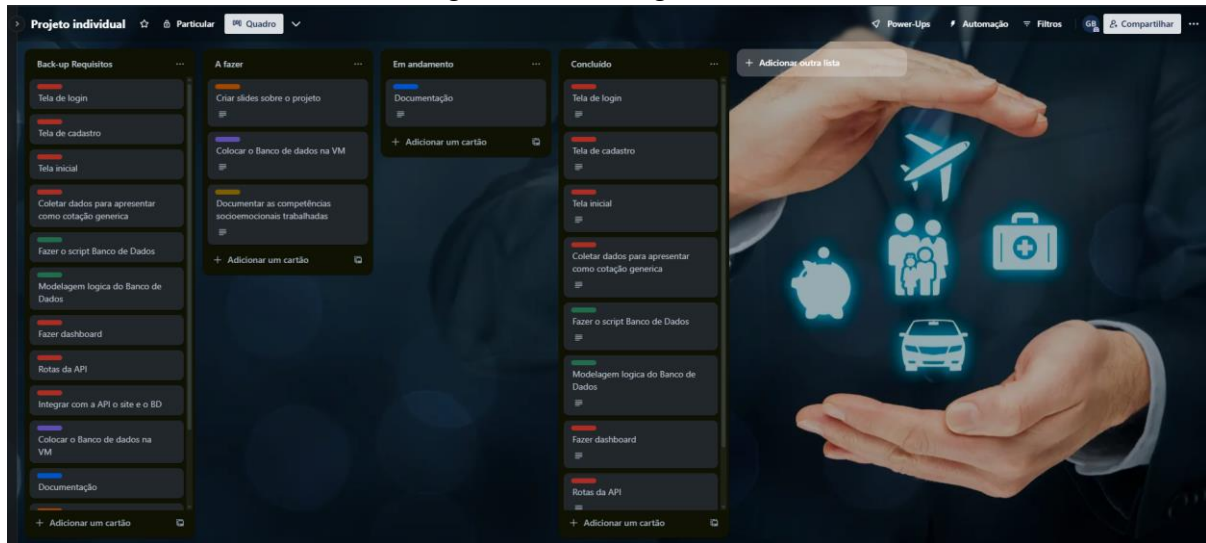 Projeto individual
Particular
Quadro
Power-Ups
Automação
Filtros
GB
Compartilhar
Back-up Requisitos
Tela de login
Tela de cadastro
Tela inicial
Coletar dados para apresentar
como cotação generica
Fazer o script Banco de Dados
Modelagem logica do Banco de
Dados
Fazer dashboard
Rotas da API
Integrar com a API o site e o BD
Colocar o Banco de dados na
VM
Documentação
+ Adicionar um cartão
A fazer
Criar slides sobre o projeto
Colocar o Banco de dados na VM
Documentar as competências
socioemocionais trabalhadas
+ Adicionar um cartão
Em andamento
Documentação
+ Adicionar um cartão
Concluído
Tela de login
Tela de cadastro
Tela inicial
Coletar dados para apresentar
como cotação generica
Fazer o script Banco de Dados
Modelagem logica do Banco de
Dados
Fazer dashboard
Rotas da API
+ Adicionar um cartão
+ Adicionar outra lista